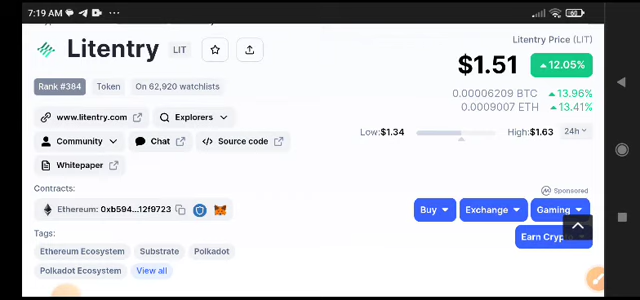 7:19 AM
Litentry LIT
Litentry Price (LIT)
$1.51 12.05%
Rank #384 Token On 62,920 watchlists
0.00006209 BTC 13.96%
0.0009007 ETH 13.41%
www.litentry.com Explorers
Low:$1.34 High:$1.63 24h
Community Chat Source code
Whitepaper
Contracts:
Sponsored
Ethereum: 0xb594...12f9723
Buy Exchange Gaming
Tags:
Earn Cryp
Ethereum Ecosystem Substrate Polkadot
Polkadot Ecosystem View all